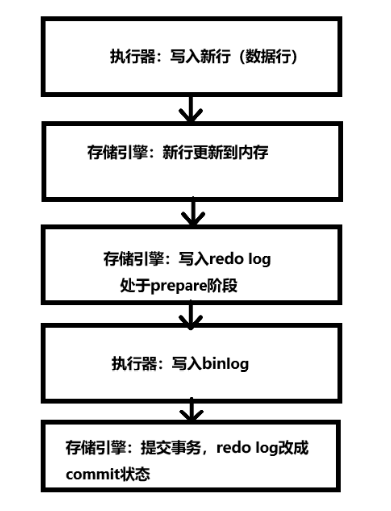 执行器：写入新行（数据行）
存储引擎：新行更新到内存
存储引擎：写入redo log
处于prepare阶段
执行器：写入binlog
存储引擎：提交事务，redo log改成
commit状态